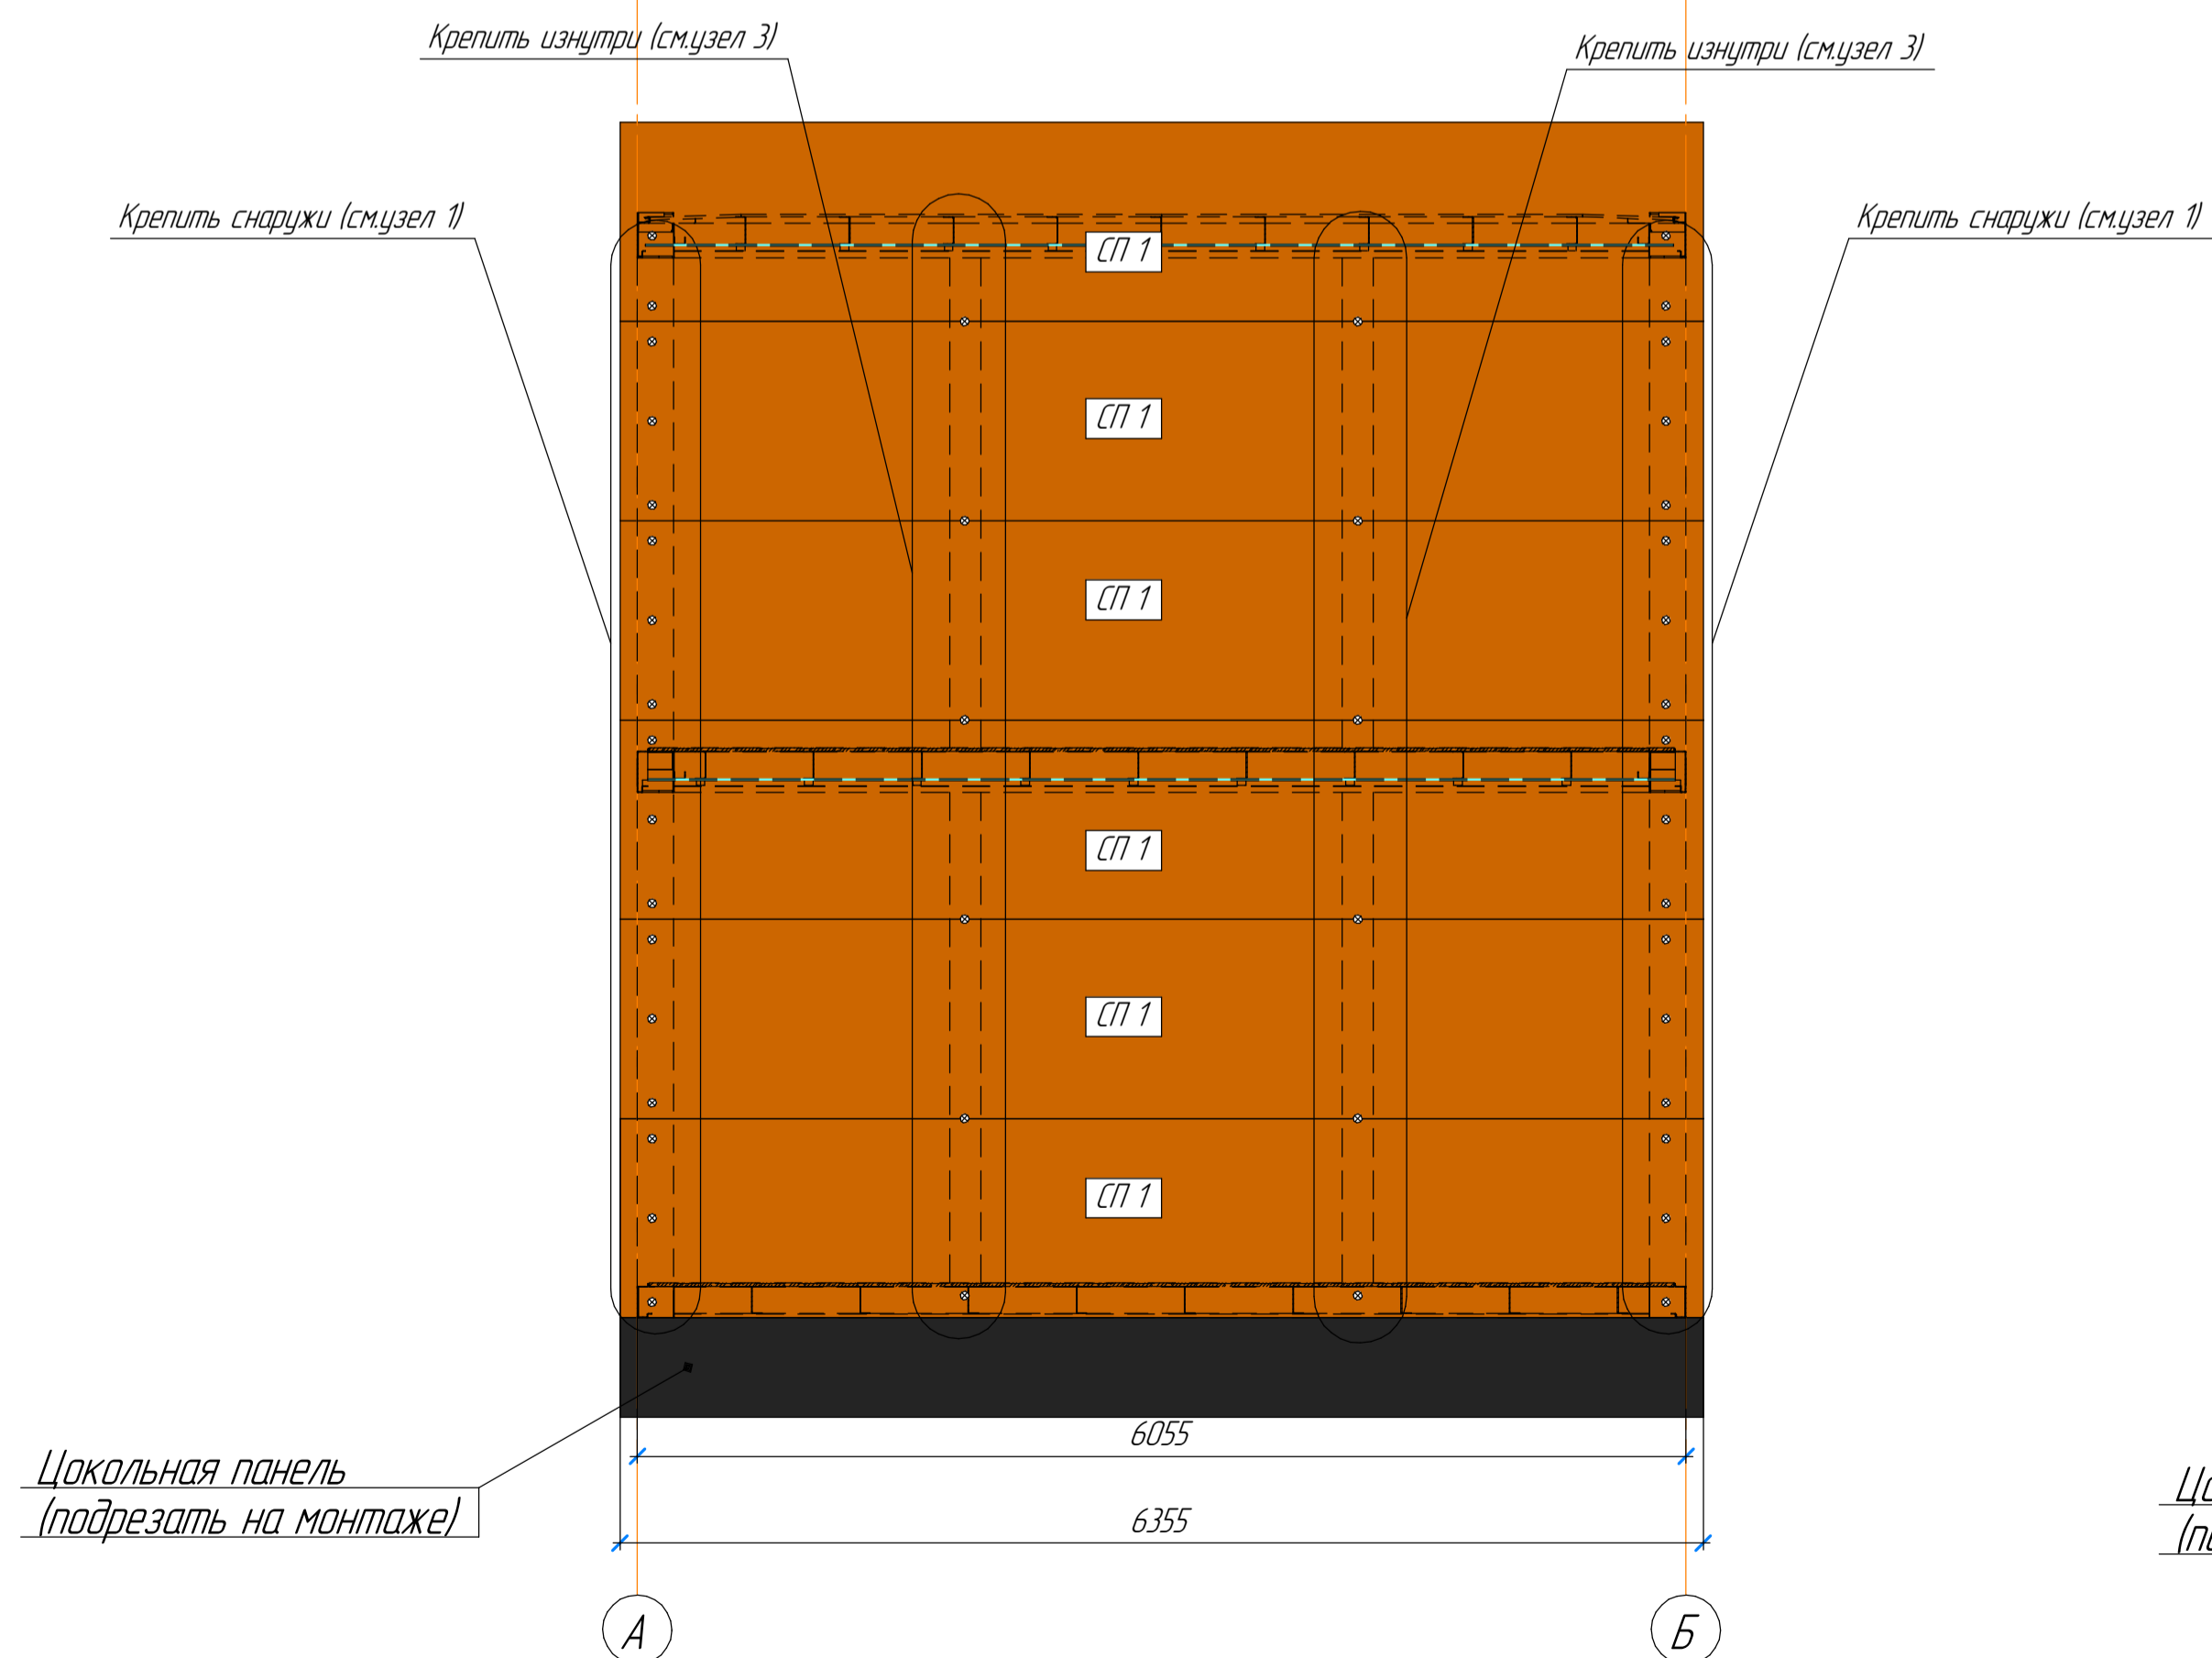 Крепить изнутри (см.узел 3)
Крепить изнутри (см.узел 3)
Крепить снаружи (см.узел 1)
Крепить снаружи (см.узел 1)
СП 1
СП 1
СП 1
СП 1
СП 1
СП 1
6055
Цокольная панель
(подрезать на монтаже)
6355
А
Б